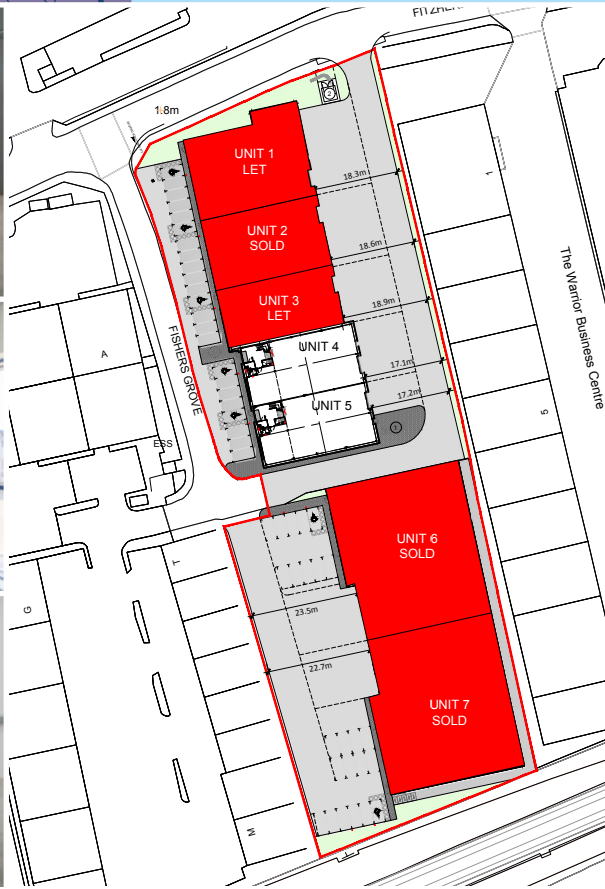 FITZHER
1.8m
2
UNIT 1
LET
18.3m
1
UNIT 2
SOLD
18.6m
The Warrior Business Centre
UNIT 3
LET
18.9m
FISHERS GROVE
A
UNIT 4
17.1m
17.2m
UNIT 5
5
ESS
1
UNIT 6
SOLD
T
G
23.5m
22.7m
UNIT 7
SOLD
M